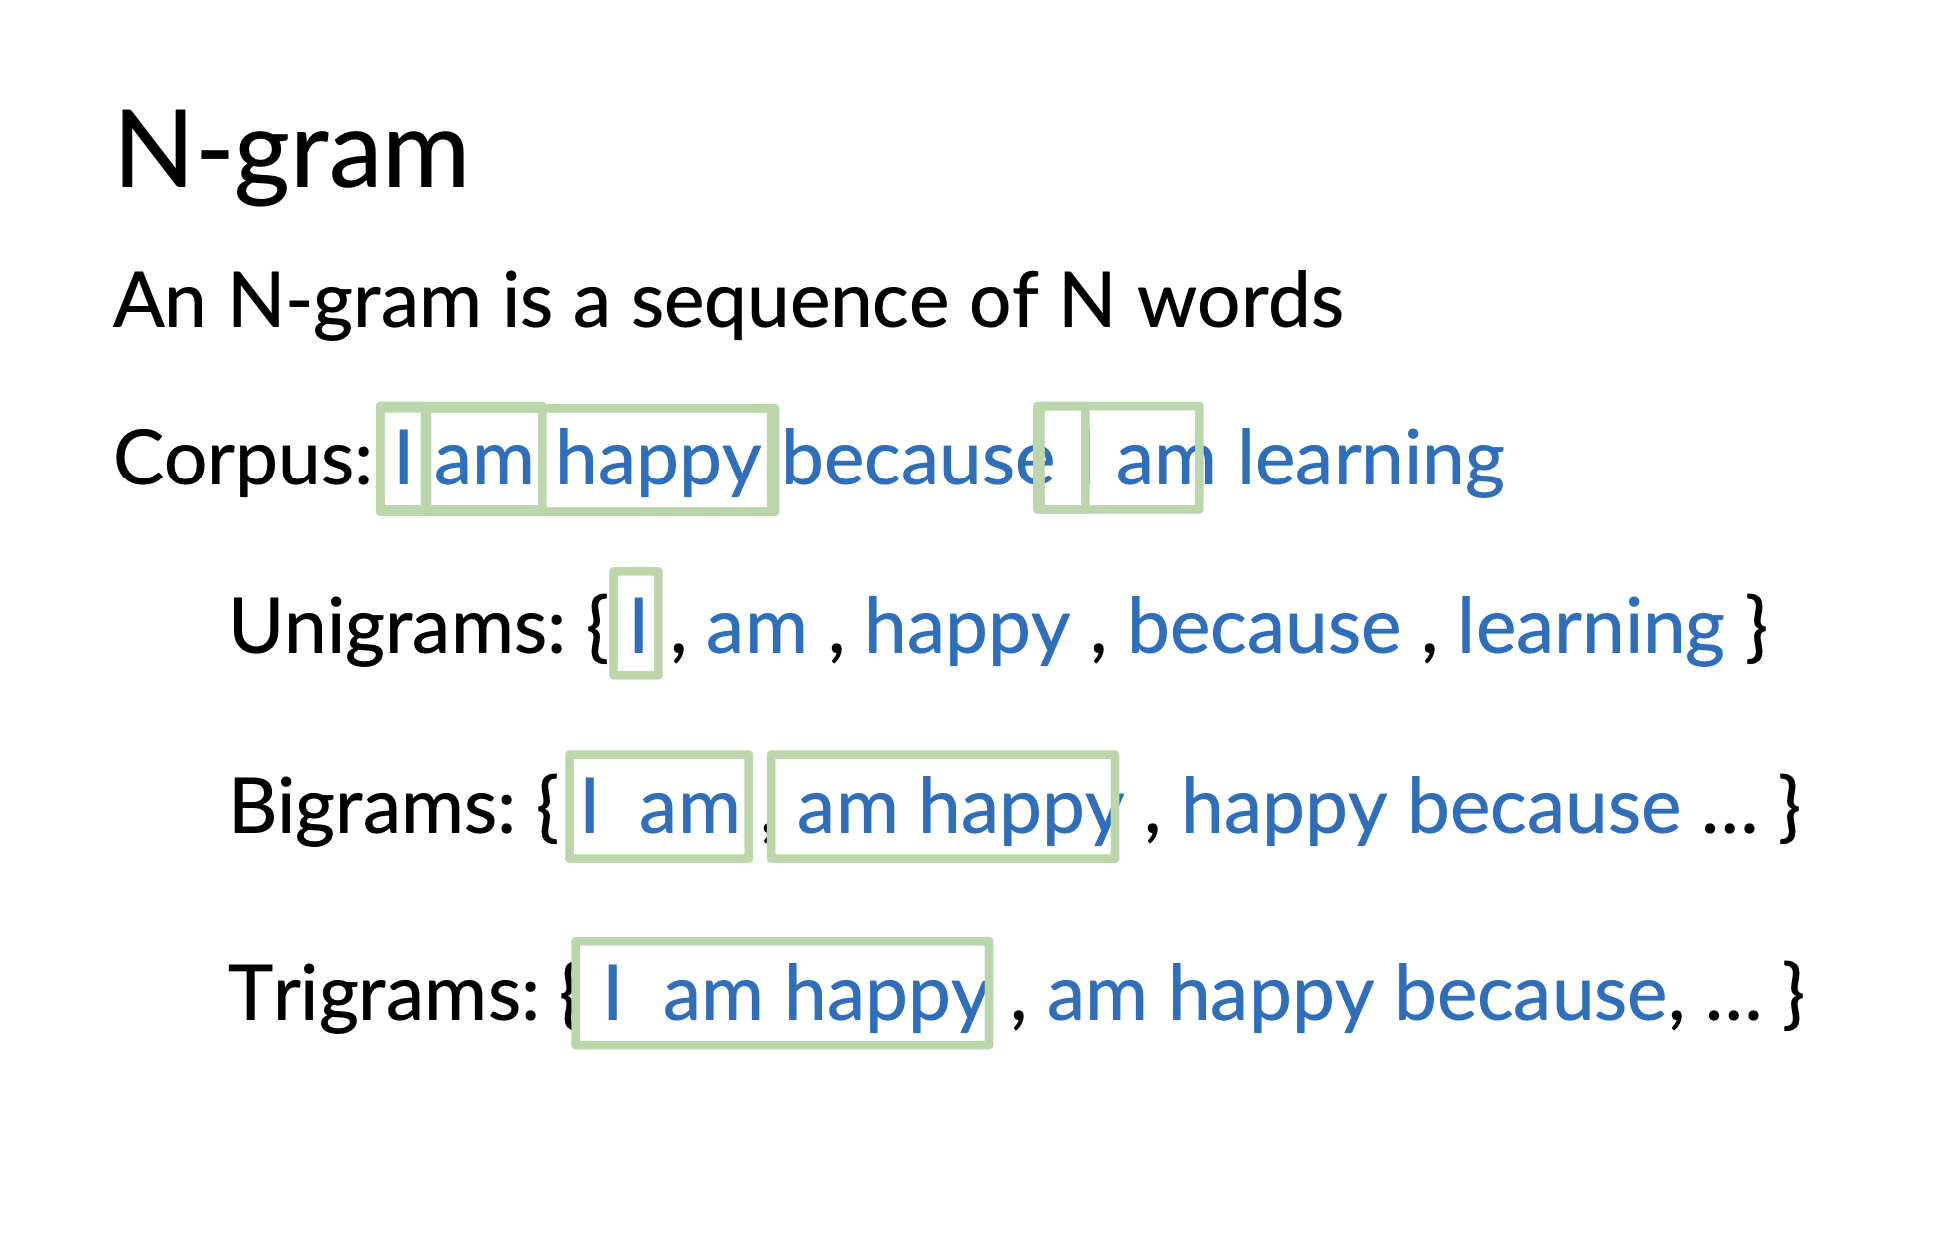 N-gram
An N-gram is a sequence of N words
Corpus: I am happy because I am learning
Unigrams: { I , am , happy , because , learning }
Bigrams: { I am , am happy , happy because ... }
Trigrams: { I am happy , am happy because, ... }